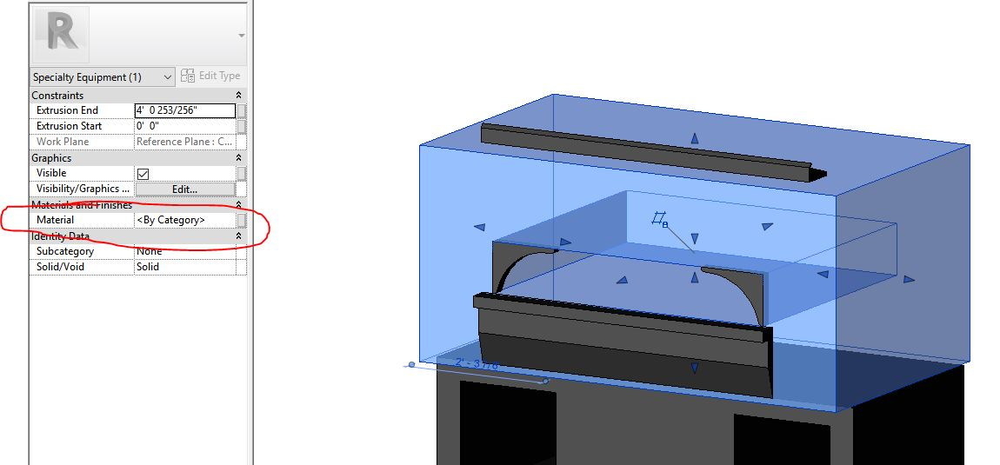 R
Specialty Equipment (1)
Edit Type
Constraints
Extrusion End 4' 0 253/256"
Extrusion Start 0' 0"
Work Plane Reference Plane : C...
Graphics
Visible
Visibility/Graphics ... Edit...
Materials and Finishes
Material <By Category>
Identity Data
Subcategory None
Solid/Void Solid
2' - 3 7/8"